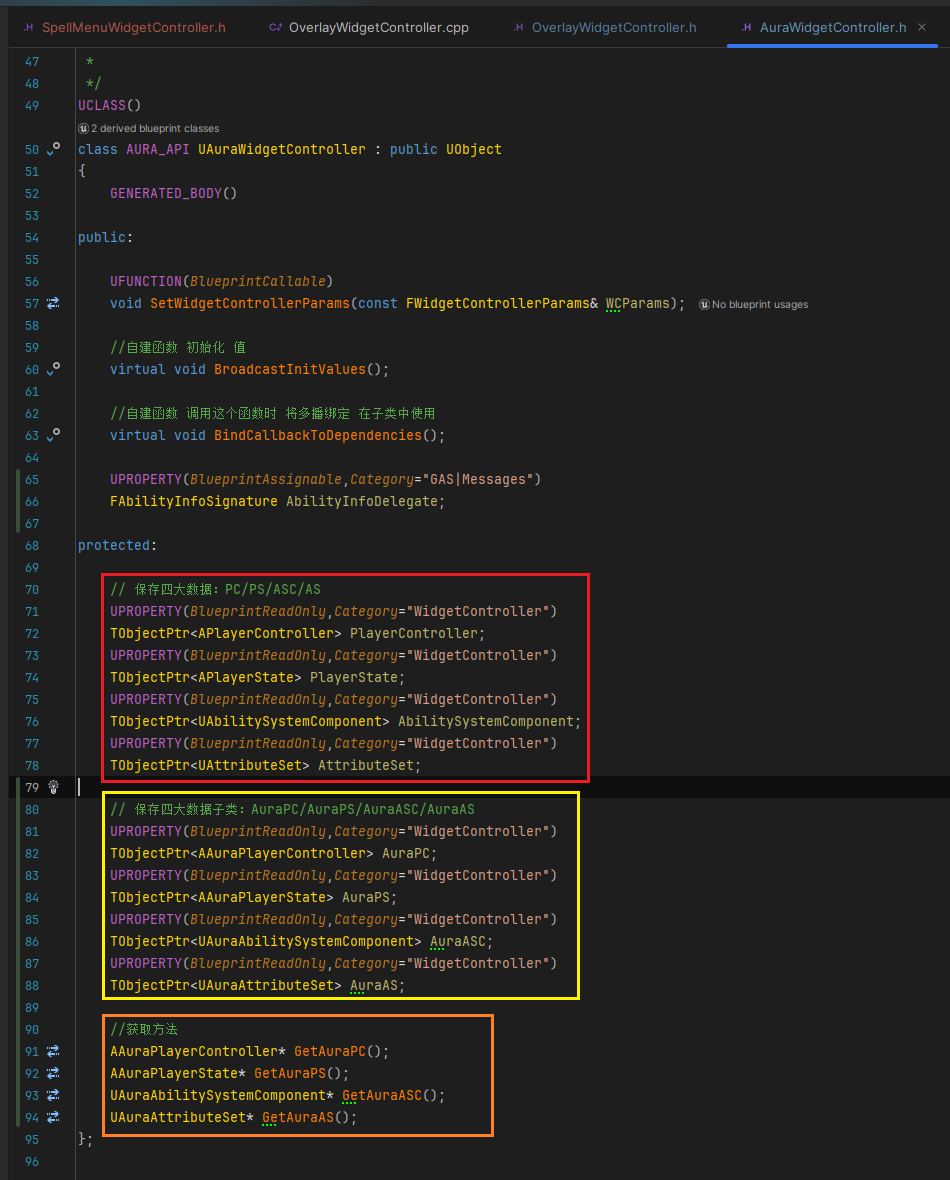 SpellMenuWidgetController.h OverlayWidgetController.cpp OverlayWidgetController.h AuraWidgetController.h
47 *
48 */
49 UCLASS()
2 derived blueprint classes
50 class AURA_API UAuraWidgetController : public UObject
51 {
52 GENERATED_BODY()
53
54 public:
55
56 UFUNCTION(BlueprintCallable)
57 void SetWidgetControllerParams(const FWidgetControllerParams& WCParams); No blueprint usages
58
59 //自建函数 初始化 值
60 virtual void BroadcastInitValues();
61
62 //自建函数 调用这个函数时 将多播绑定 在子类中使用
63 virtual void BindCallbackToDependencies();
64
65 UPROPERTY(BlueprintAssignable,Category="GAS|Messages")
66 FAbilityInfoSignature AbilityInfoDelegate;
67
68 protected:
69
70 // 保存四大数据：PC/PS/ASC/AS
71 UPROPERTY(BlueprintReadOnly,Category="WidgetController")
72 TObjectPtr<APlayerController> PlayerController;
73 UPROPERTY(BlueprintReadOnly,Category="WidgetController")
74 TObjectPtr<APlayerState> PlayerState;
75 UPROPERTY(BlueprintReadOnly,Category="WidgetController")
76 TObjectPtr<UAbilitySystemComponent> AbilitySystemComponent;
77 UPROPERTY(BlueprintReadOnly,Category="WidgetController")
78 TObjectPtr<UAttributeSet> AttributeSet;
79
80 // 保存四大数据子类：AuraPC/AuraPS/AuraASC/AuraAS
81 UPROPERTY(BlueprintReadOnly,Category="WidgetController")
82 TObjectPtr<AAuraPlayerController> AuraPC;
83 UPROPERTY(BlueprintReadOnly,Category="WidgetController")
84 TObjectPtr<AAuraPlayerState> AuraPS;
85 UPROPERTY(BlueprintReadOnly,Category="WidgetController")
86 TObjectPtr<UAuraAbilitySystemComponent> AuraASC;
87 UPROPERTY(BlueprintReadOnly,Category="WidgetController")
88 TObjectPtr<UAuraAttributeSet> AuraAS;
89
90 //获取方法
91 AAuraPlayerController* GetAuraPC();
92 AAuraPlayerState* GetAuraPS();
93 UAuraAbilitySystemComponent* GetAuraASC();
94 UAuraAttributeSet* GetAuraAS();
95 };
96